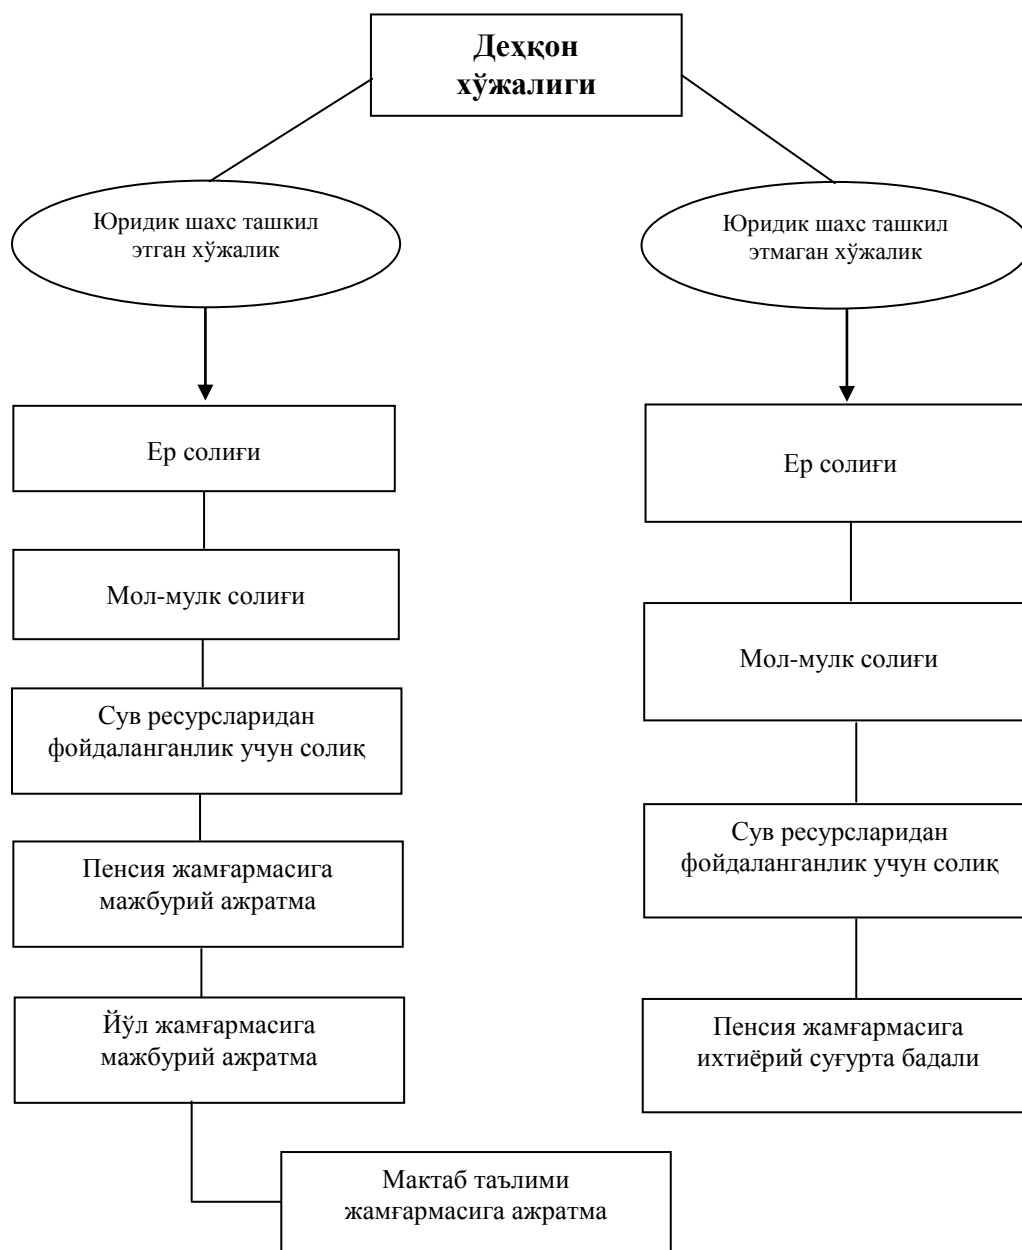 Деҳқон
хўжалиги
Юридик шахс ташкил
этган хўжалик
Юридик шахс ташкил
этмаган хўжалик
Ер солиғи
Мол-мулк солиғи
Сув ресурсларидан
фойдаланганлик учун солиқ
Пенсия жамғармасига
мажбурий ажратма
Йўл жамғармасига
мажбурий ажратма
Мактаб таълими
жамғармасига ажратма
Ер солиғи
Мол-мулк солиғи
Сув ресурсларидан
фойдаланганлик учун солиқ
Пенсия жамғармасига
ихтиёрий суғурта бадали